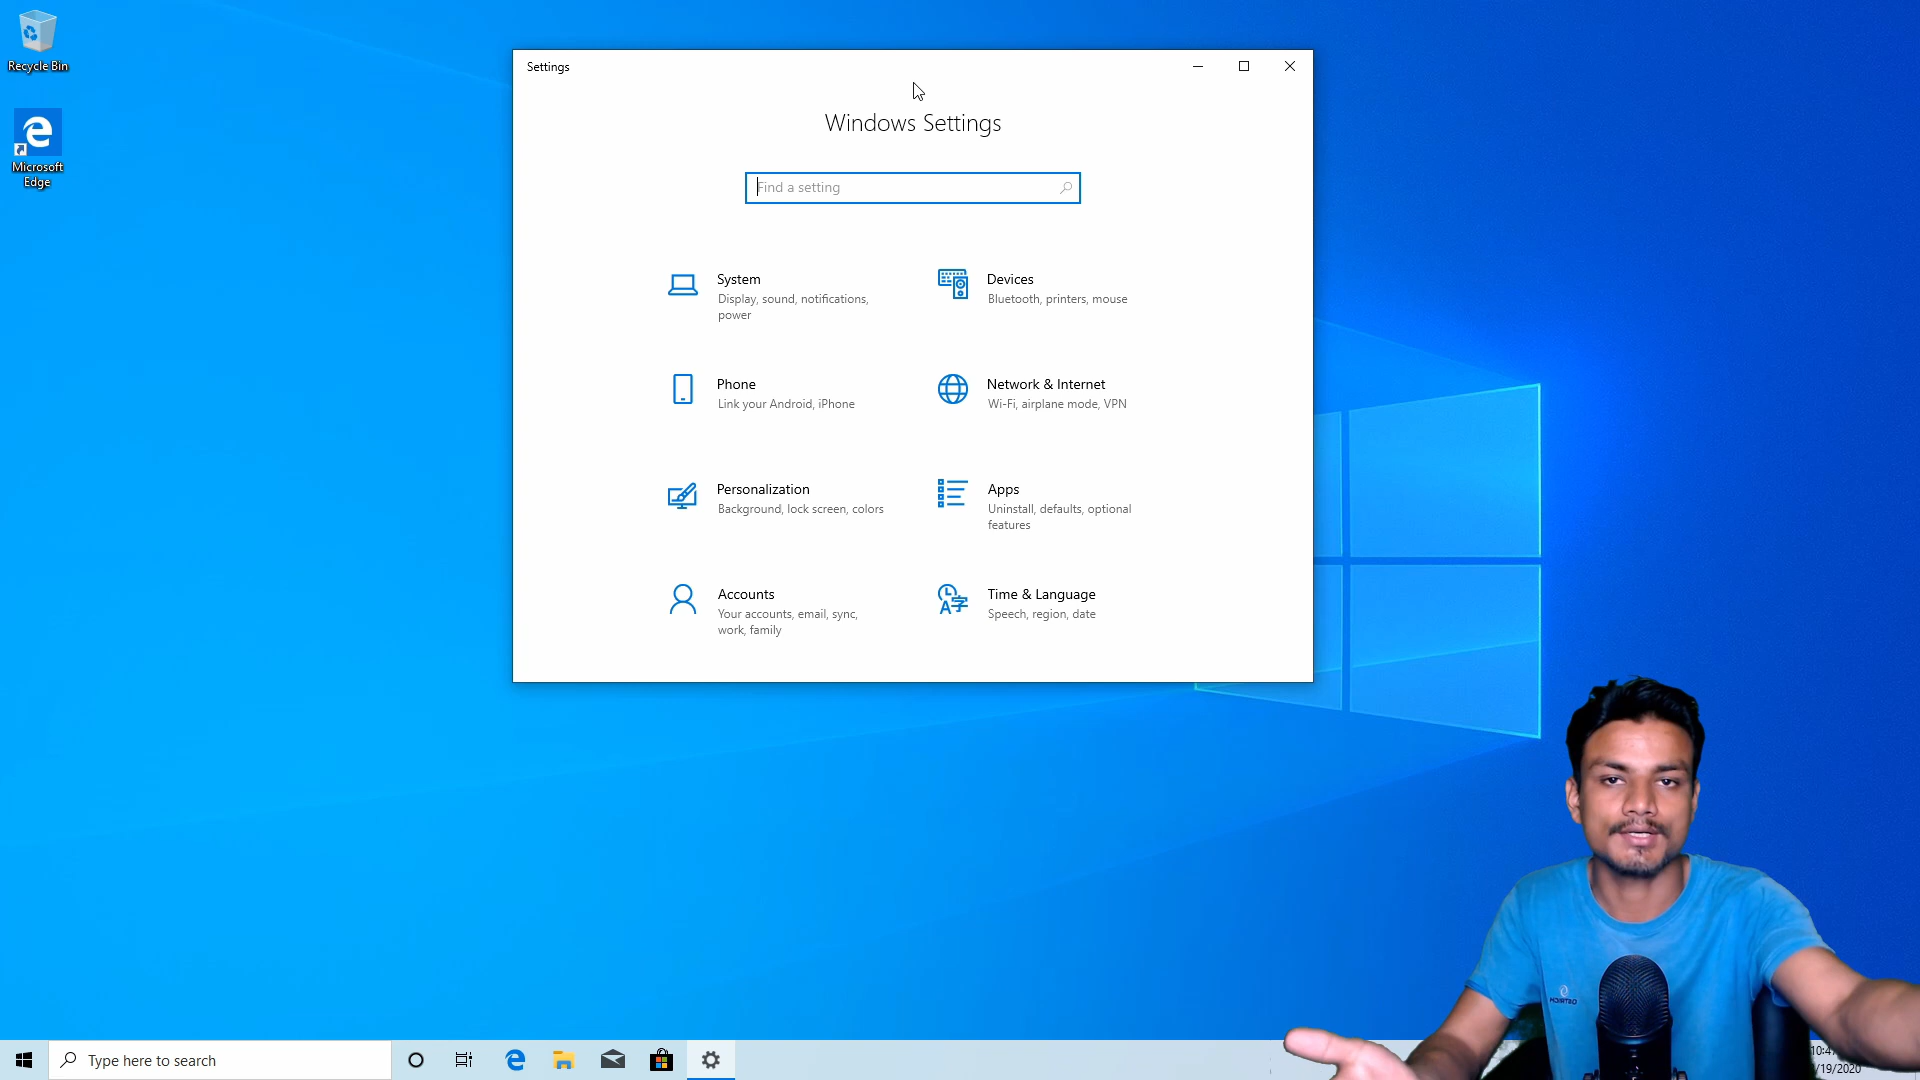 Recycle Bin
Microsoft
Edge
Settings
Windows Settings
Find a setting
System
Display, sound, notifications,
power
Devices
Bluetooth, printers, mouse
Phone
Link your Android, iPhone
Network & Internet
Wi-Fi, airplane mode, VPN
Personalization
Background, lock screen, colors
Apps
Uninstall, defaults, optional
features
Accounts
Your accounts, email, sync,
work, family
Time & Language
Speech, region, date
Type here to search
/19/2020